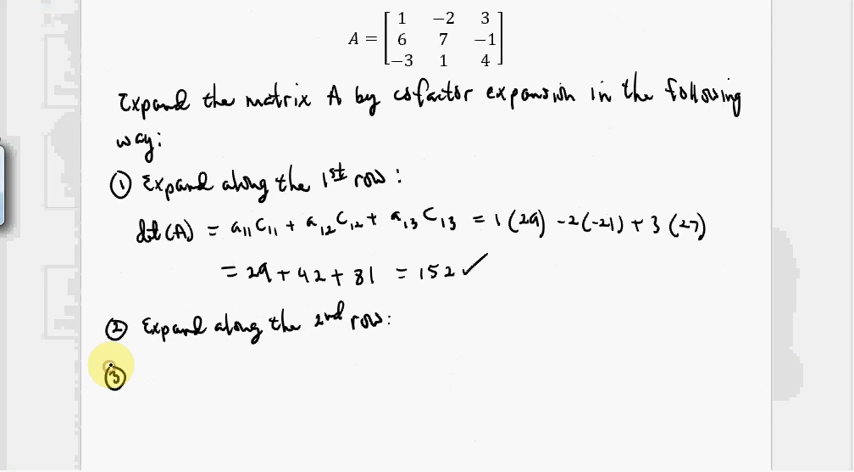 A = [ 1 −2 3
6 7 −1
−3 1 4 ]
Expand the matrix A by cofactor expansion in the following
way:
① Expand along the 1st row:
det(A) = a₁₁C₁₁ + a₁₂C₁₂ + a₁₃C₁₃ = 1(29) -2(-21) + 3(27)
= 29 + 42 + 81 = 152 ✓
② Expand along the 2nd row:
③